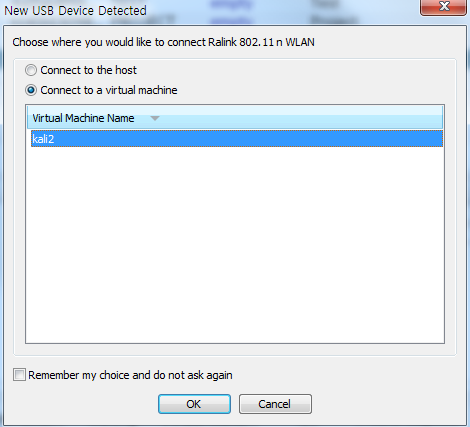 New USB Device Detected
Choose where you would like to connect Ralink 802.11 n WLAN
Connect to the host
Connect to a virtual machine
Virtual Machine Name
kali2
Remember my choice and do not ask again
OK
Cancel